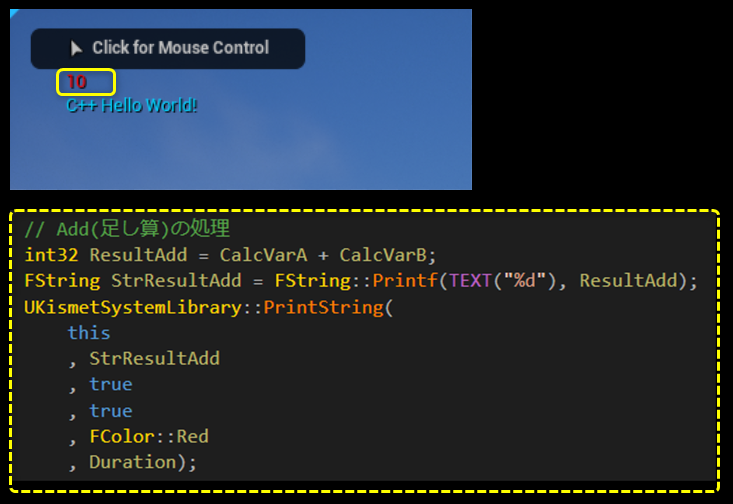 Click for Mouse Control
10
C++ Hello World!
// Add(足し算)の処理
int32 ResultAdd = CalcVarA + CalcVarB;
FString StrResultAdd = FString::Printf(TEXT("%d"), ResultAdd);
UKismetSystemLibrary::PrintString(
    this
    , StrResultAdd
    , true
    , true
    , FColor::Red
    , Duration);